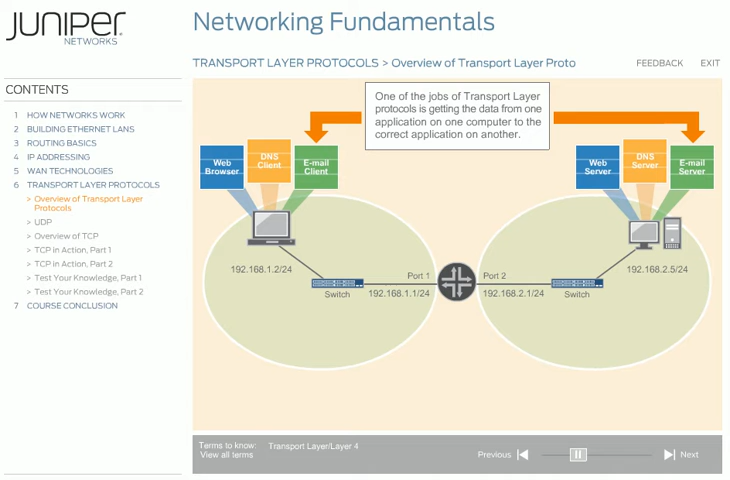 JUNIPER
NETWORKS
Networking Fundamentals
TRANSPORT LAYER PROTOCOLS > Overview of Transport Layer Proto
FEEDBACK
EXIT
CONTENTS
1 HOW NETWORKS WORK
2 BUILDING ETHERNET LANS
3 ROUTING BASICS
4 IP ADDRESSING
5 WAN TECHNOLOGIES
6 TRANSPORT LAYER PROTOCOLS
> Overview of Transport Layer
Protocols
> UDP
> Overview of TCP
> TCP in Action, Part 1
> TCP in Action, Part 2
> Test Your Knowledge, Part 1
> Test Your Knowledge, Part 2
7 COURSE CONCLUSION
One of the jobs of Transport Layer
protocols is getting the data from one
application on one computer to the
correct application on another.
Web
Browser
DNS
Client
E-mail
Client
Web
Server
DNS
Server
E-mail
Server
192.168.1.2/24
Switch
Port 1
192.168.1.1/24
Port 2
192.168.2.1/24
Switch
192.168.2.5/24
Terms to know:
View all terms
Transport Layer/Layer 4
Previous
Next